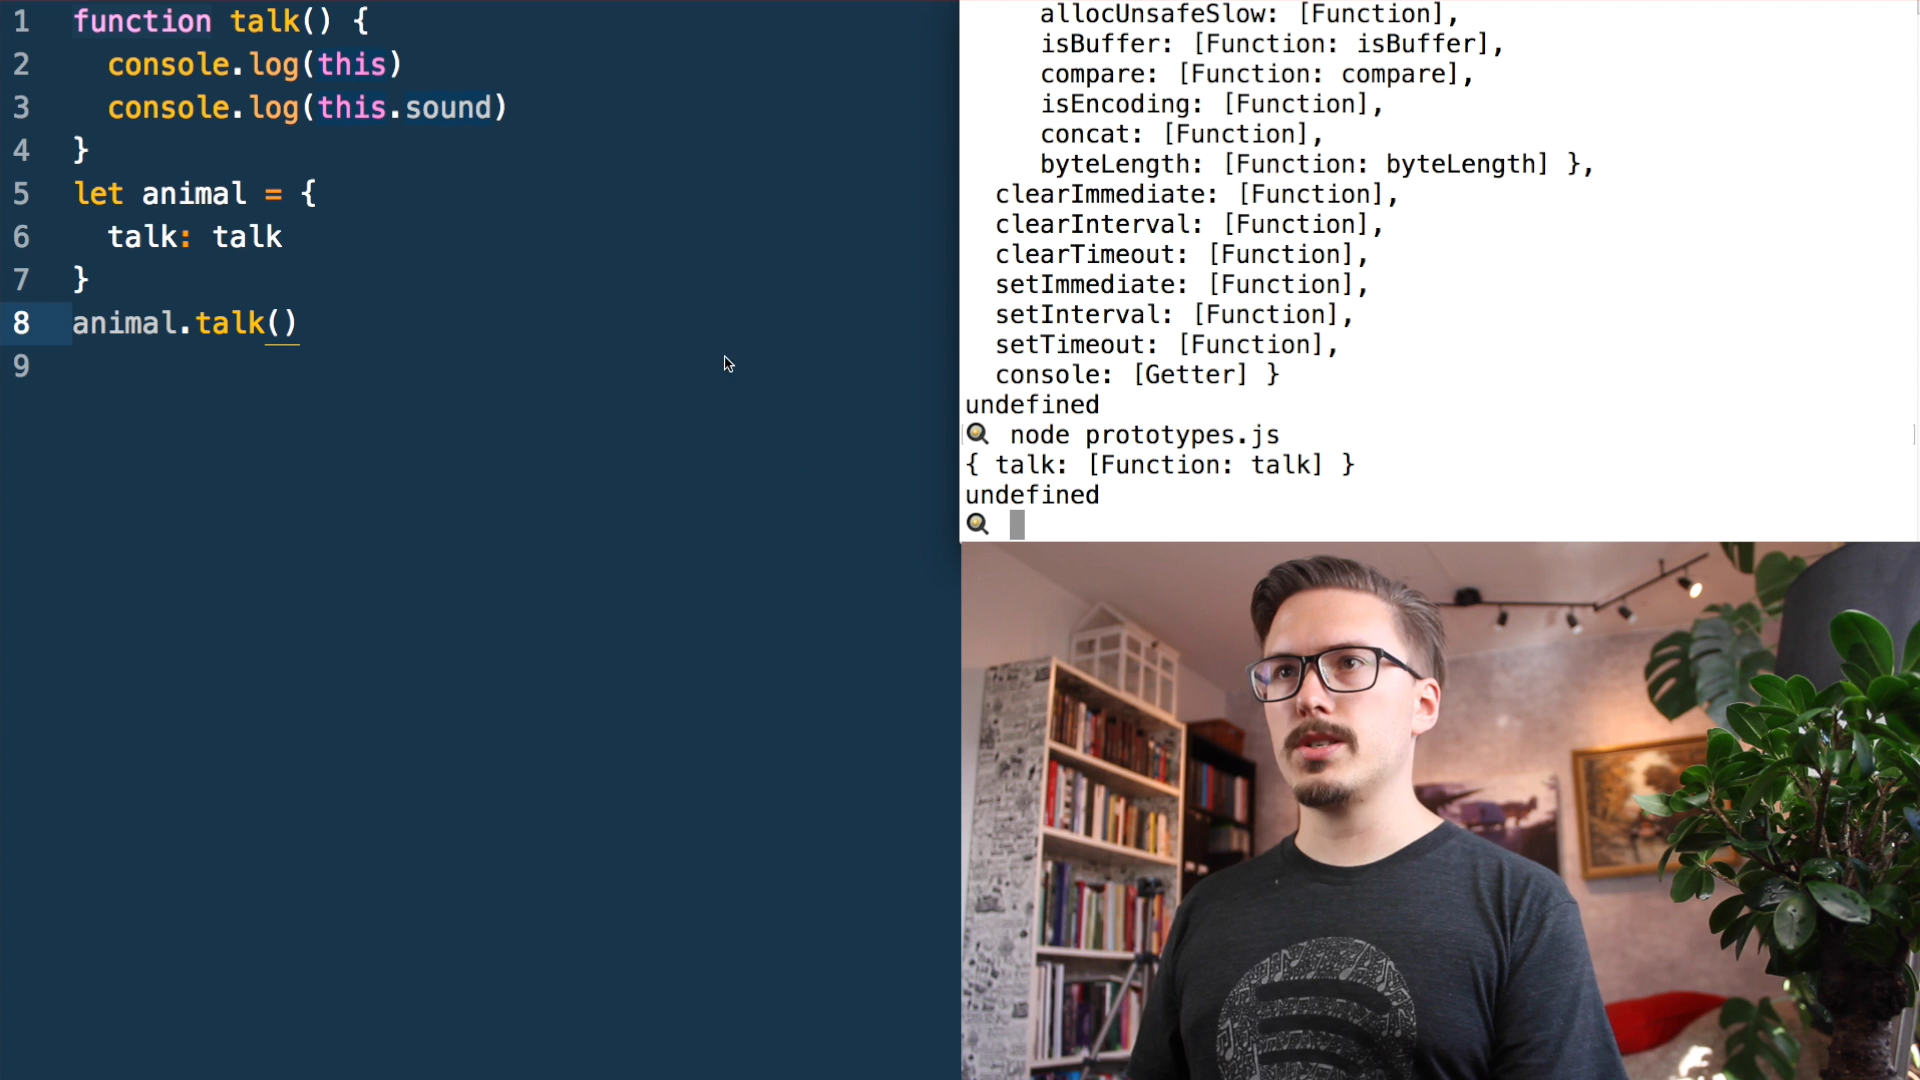 1 function talk() {
2 console.log(this)
3 console.log(this.sound)
4 }
5 let animal = {
6 talk: talk
7 }
8 animal.talk()
9
allocUnsafeSlow: [Function],
isBuffer: [Function: isBuffer],
compare: [Function: compare],
isEncoding: [Function],
concat: [Function],
byteLength: [Function: byteLength] },
clearImmediate: [Function],
clearInterval: [Function],
clearTimeout: [Function],
setImmediate: [Function],
setInterval: [Function],
setTimeout: [Function],
console: [Getter] }
undefined
node prototypes.js
{ talk: [Function: talk] }
undefined